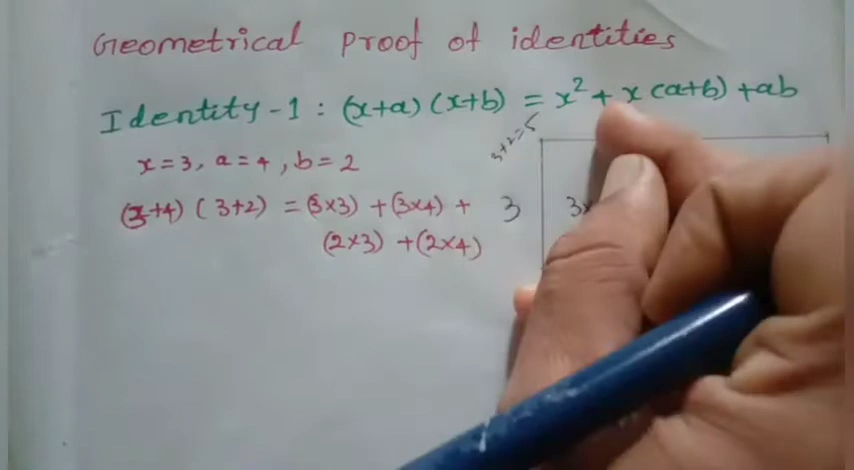 Geometrical Proof of identities
Identity-1 : (x+a) (x+b) = x² + x (a+b) + ab
x = 3, a = 4, b = 2
(3+4) (3+2) = (3×3) + (3×4) +
(2×3) + (2×4)
3+2=5
3
3×